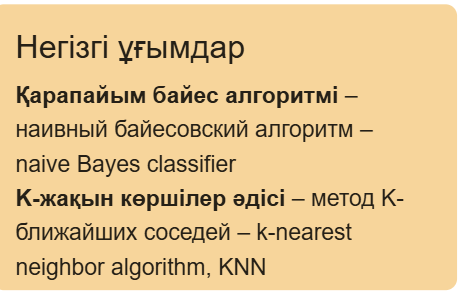 Негізгі ұғымдар
Қарапайым байес алгоритмі –
наивный байесовский алгоритм –
naive Bayes classifier
К-жақын көршілер әдісі – метод К-
ближайших соседей – k-nearest
neighbor algorithm, KNN